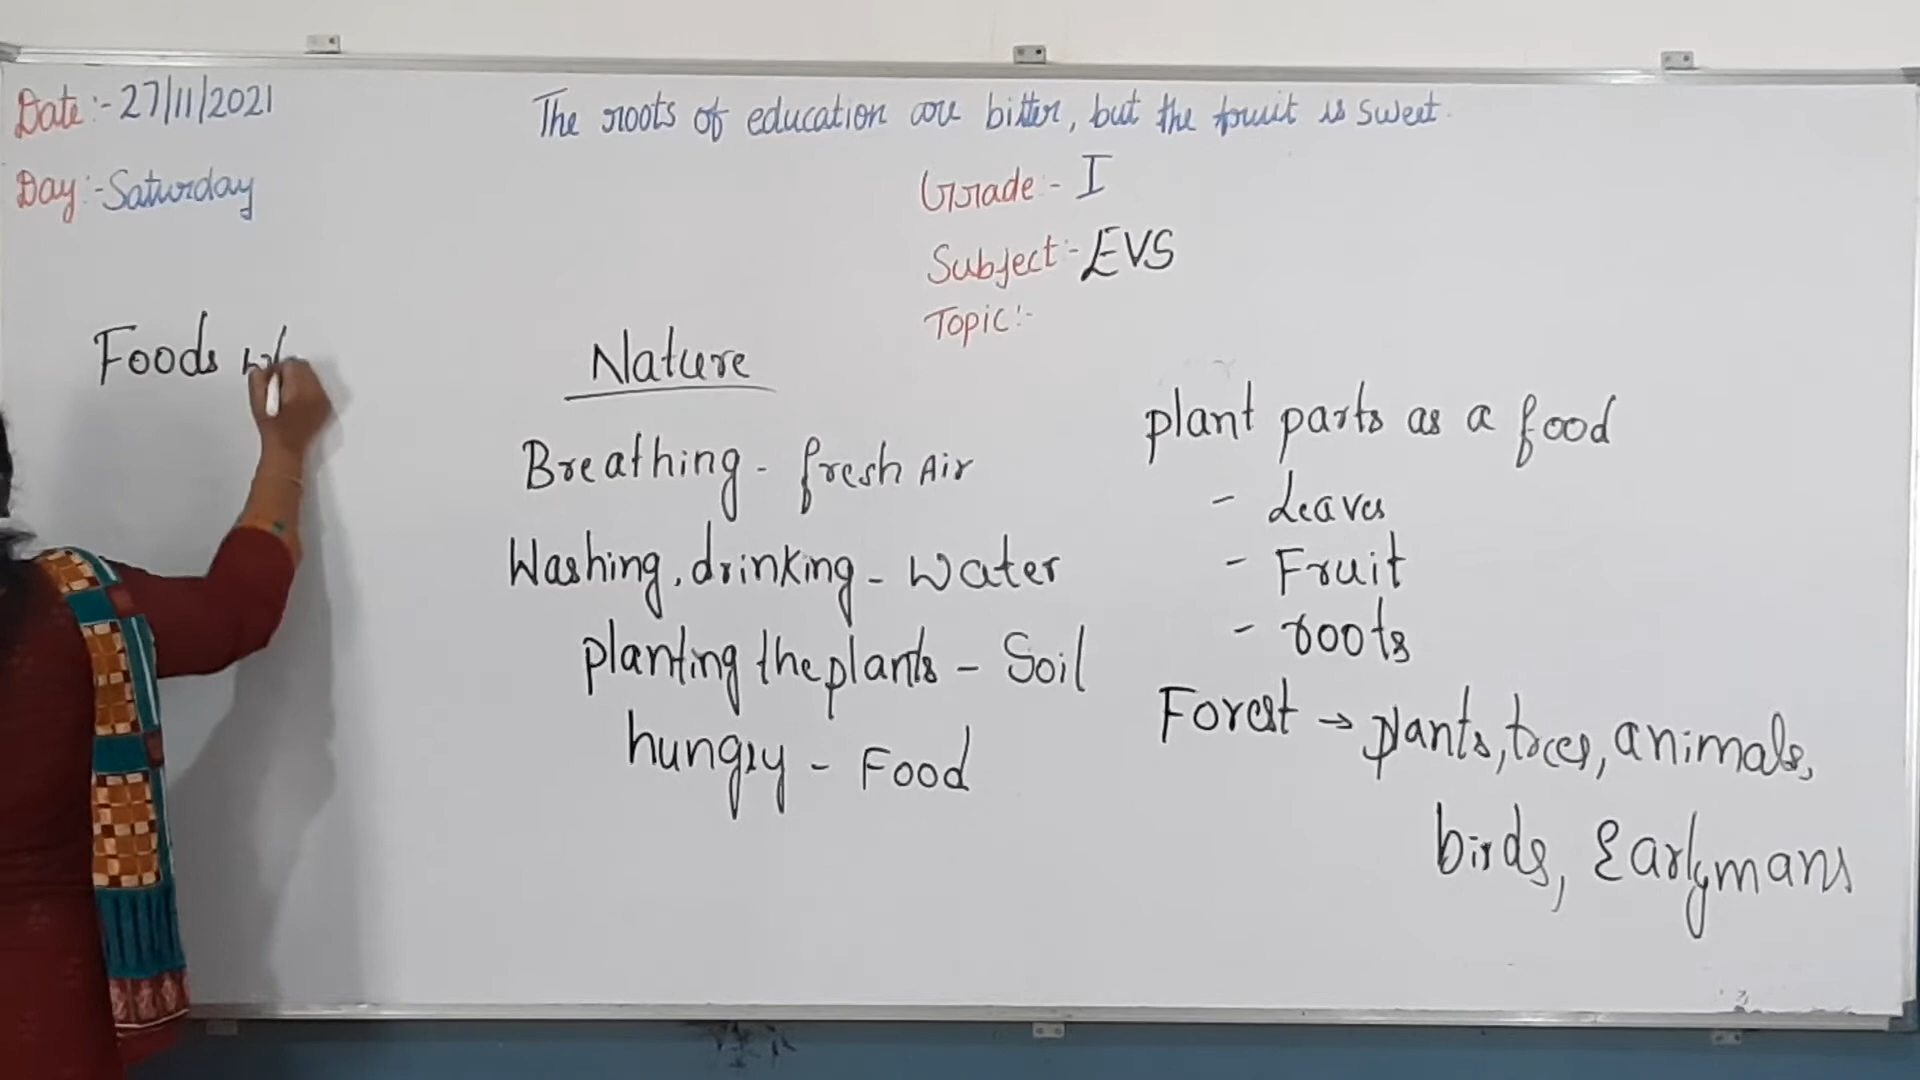 Date:- 27/11/2021
The roots of education are bitter, but the fruit is sweet.
Day:- Saturday
Grade:- I
Subject:- EVS
Topic:-
Foods
Nature
Breathing - fresh Air
Washing, drinking - water
planting the plants - Soil
hungry - Food
plant parts as a food
- Leaves
- Fruit
- roots
Forest → plants, trees, animals,
birds, Earlymans